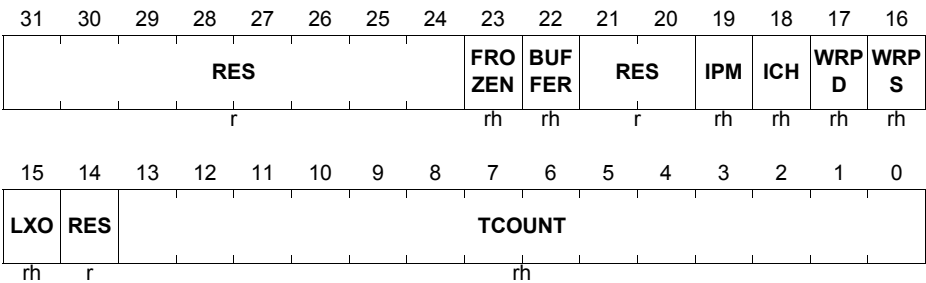 31 30 29 28 27 26 25 24 23 22 21 20 19 18 17 16
RES FRO ZEN BUF FER RES IPM ICH WRP D WRP S
r rh rh r rh rh rh rh
15 14 13 12 11 10 9 8 7 6 5 4 3 2 1 0
LXO RES TCOUNT
rh r rh